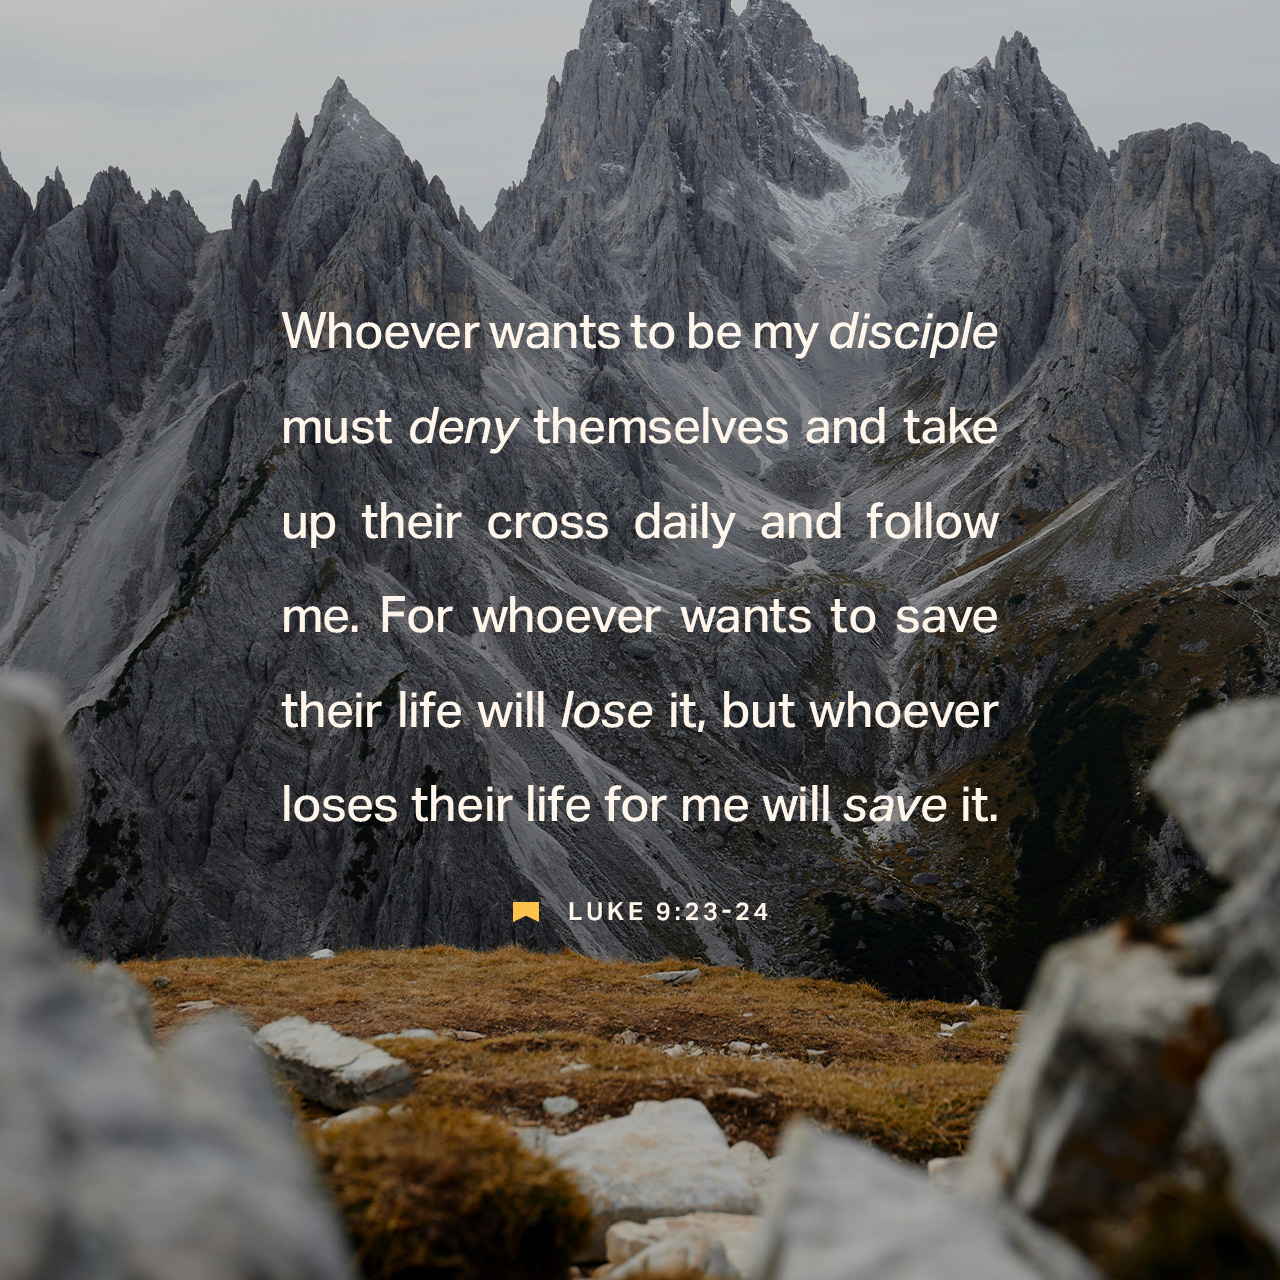 Whoever wants to be my disciple
must deny themselves and take
up their cross daily and follow
me. For whoever wants to save
their life will lose it, but whoever
loses their life for me will save it.
LUKE 9:23-24